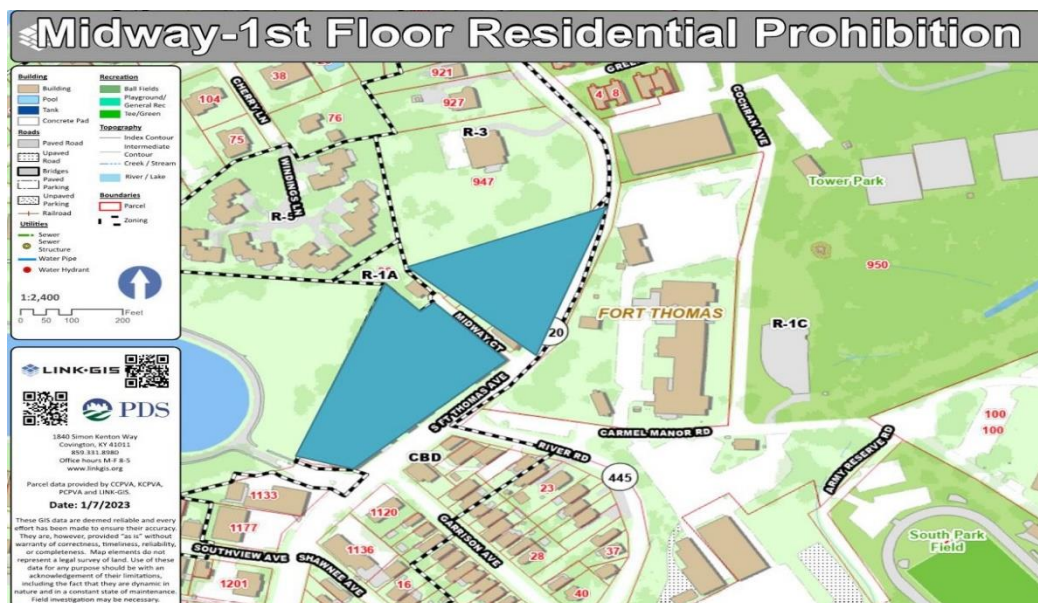 Midway-1st Floor Residential Prohibition
Building
Building
Pool
Tank
Concrete Pad
Roads
Paved Road
Upaved Road
Bridges
Paved Parking
Unpaved Parking
Railroad
Utilities
Sewer
Sewer Structure
Water Pipe
Water Hydrant
Recreation
Ball Fields
Playground/
General Rec
Tee/Green
Topography
Index Contour
Intermediate
Contour
Creek / Stream
River / Lake
Boundaries
Parcel
Zoning
1:2,400
Feet
0 50 100 200
LINK-GIS
PDS
1840 Simon Kenton Way
Covington, KY 41011
859.331.8980
Office hours M-F 8-5
www.linkgis.org
Parcel data provided by CCPVA, KCPVA,
PCPVA and LINK-GIS.
Date: 1/7/2023
These GIS data are deemed reliable and every
effort has been made to ensure their accuracy.
They are, however, provided "as is" without
warranty of correctness, timeliness, reliability,
or completeness. Map elements do not
represent a legal survey of land. Use of these
data for any purpose should be with an
acknowledgement of their limitations,
including the fact that they are dynamic in
nature and in a constant state of maintenance.
Field investigation may be necessary.
38
921
104
CHERRY LN
927
76
75
R-3
4 8
COCHRAN AVE
WINDINGS LN
947
Tower Park
R-5
R-1A
950
MIDWAY CT
20
FORT THOMAS
R-1C
S FT THOMAS AVE
CARMEL MANOR RD
100
100
CBD
RIVER RD
445
ARMY RESERVE RD
1133
23
1120
1177
GARRISON AVE
South Park
Field
SOUTHVIEW AVE
SHAWNEE AVE
1136
28
37
1201
16
40